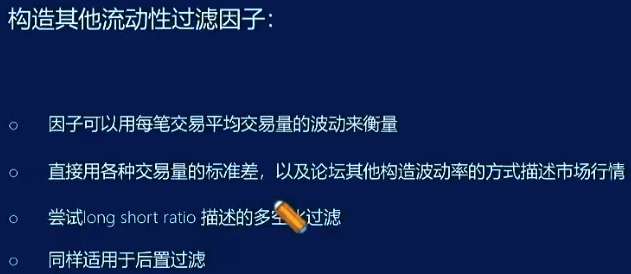 构造其他流动性过滤因子：
○ 因子可以用每笔交易平均交易量的波动来衡量
○ 直接用各种交易量的标准差，以及论坛其他构造波动率的方式描述市场行情
○ 尝试long short ratio 描述的多空比过滤
○ 同样适用于后置过滤